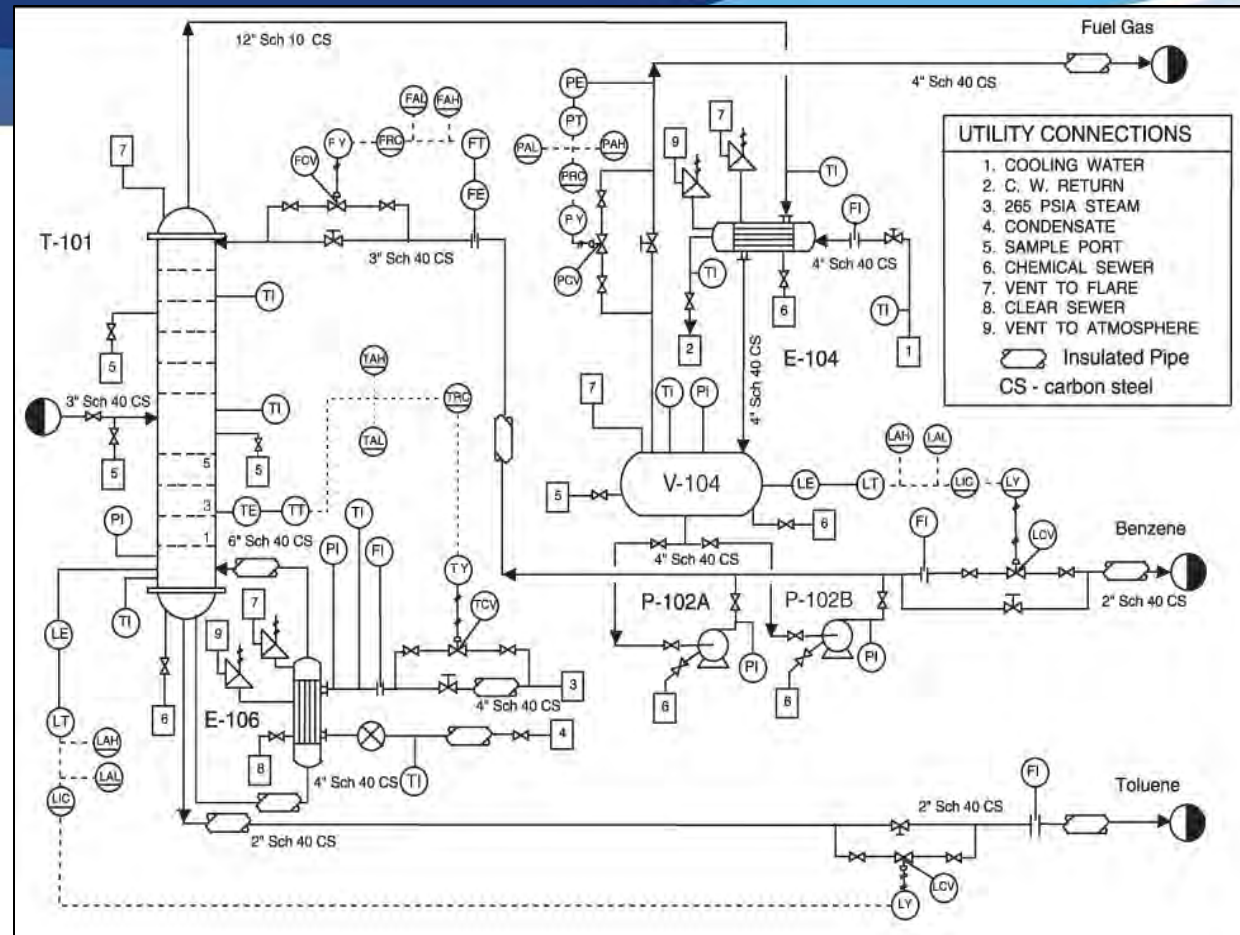 12" Sch 10 CS
Fuel Gas
4" Sch 40 CS
PE
FAL
FAH
PT
7
FY
FRC
FT
9
7
PAL
PAH
FCV
PRC
TI
T-101
FE
PY
FI
3" Sch 40 CS
PCV
4" Sch 40 CS
TI
TI
TI
6
2
1
E-104
UTILITY CONNECTIONS
1. COOLING WATER
2. C. W. RETURN
3. 265 PSIA STEAM
4. CONDENSATE
5. SAMPLE PORT
6. CHEMICAL SEWER
7. VENT TO FLARE
8. CLEAR SEWER
9. VENT TO ATMOSPHERE
Insulated Pipe
CS - carbon steel
5
TAH
7
TI
PI
4" Sch 40 CS
3" Sch 40 CS
TI
TRC
TAL
LAH
LAL
5
5
5
V-104
LE
LT
LIC
LY
5
3
TE
TT
6
PI
6" Sch 40 CS
TI
1
PI
FI
4" Sch 40 CS
FI
LCV
Benzene
TI
7
TY
TCV
P-102A
P-102B
2" Sch 40 CS
LE
9
PI
PI
3
4" Sch 40 CS
6
6
LT
6
E-106
LAH
8
4
LAL
4" Sch 40 CS
TI
LIC
FI
Toluene
2" Sch 40 CS
2" Sch 40 CS
LCV
LY